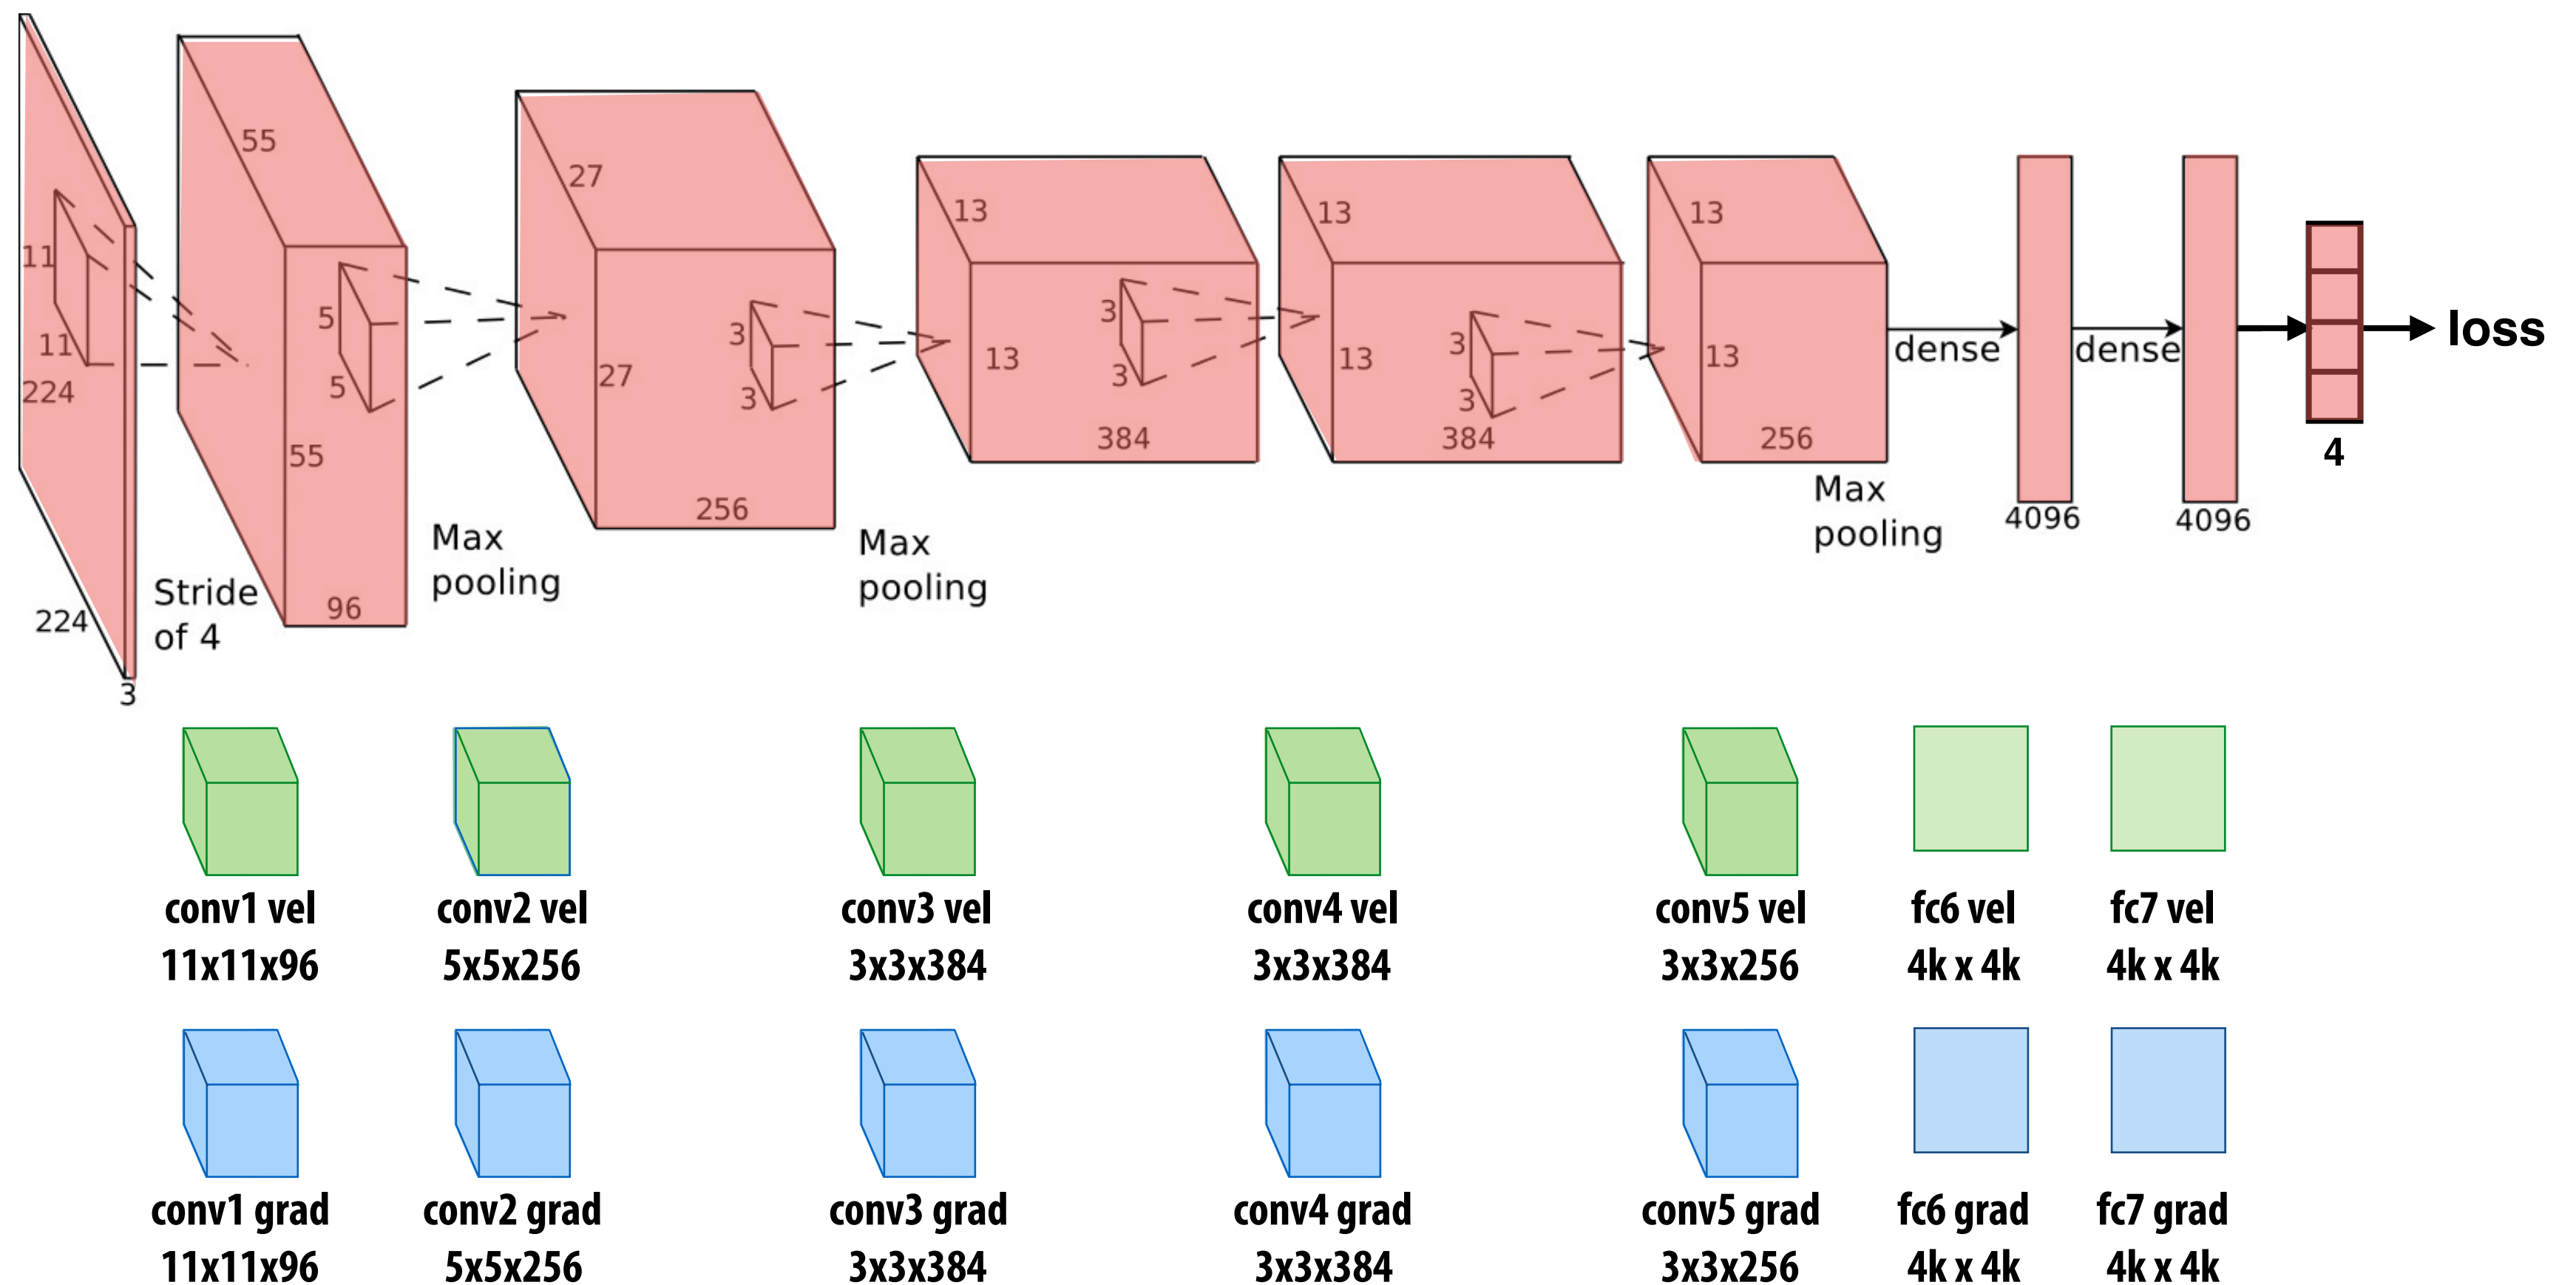 55
27
13
13
13
11
5
3
3
3
loss
11
5
3
13
3
13
3
13
dense
dense
224
27
55
384
384
256
4
256
Max
pooling
4096
4096
Max
pooling
Max
pooling
Stride
of 4
96
224
3
conv1 vel
11x11x96
conv2 vel
5x5x256
conv3 vel
3x3x384
conv4 vel
3x3x384
conv5 vel
3x3x256
fc6 vel
4k x 4k
fc7 vel
4k x 4k
conv1 grad
11x11x96
conv2 grad
5x5x256
conv3 grad
3x3x384
conv4 grad
3x3x384
conv5 grad
3x3x256
fc6 grad
4k x 4k
fc7 grad
4k x 4k